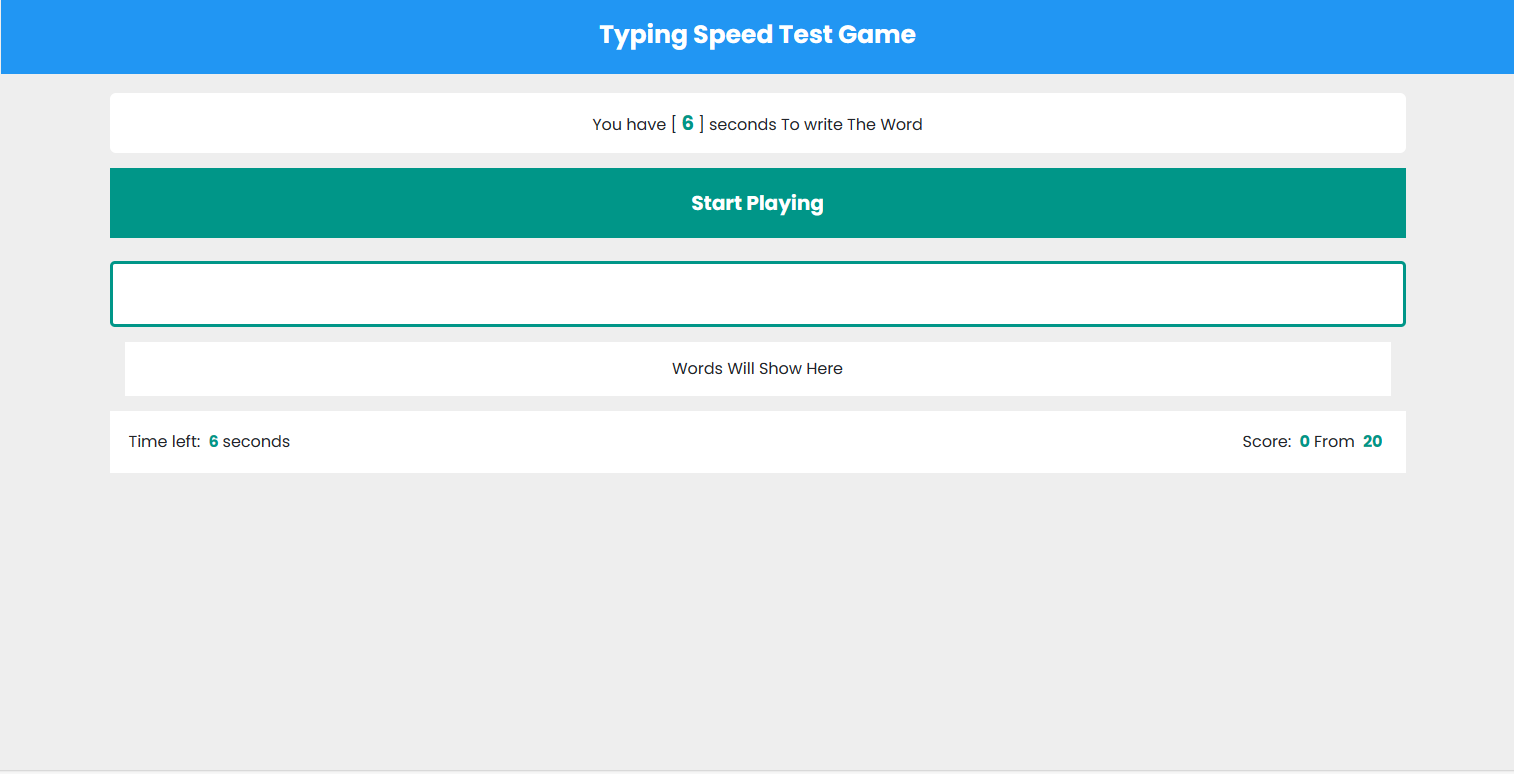 Typing Speed Test Game
You have [ 6 ] seconds To write The Word
Start Playing
Words Will Show Here
Time left: 6 seconds
Score: 0 From 20